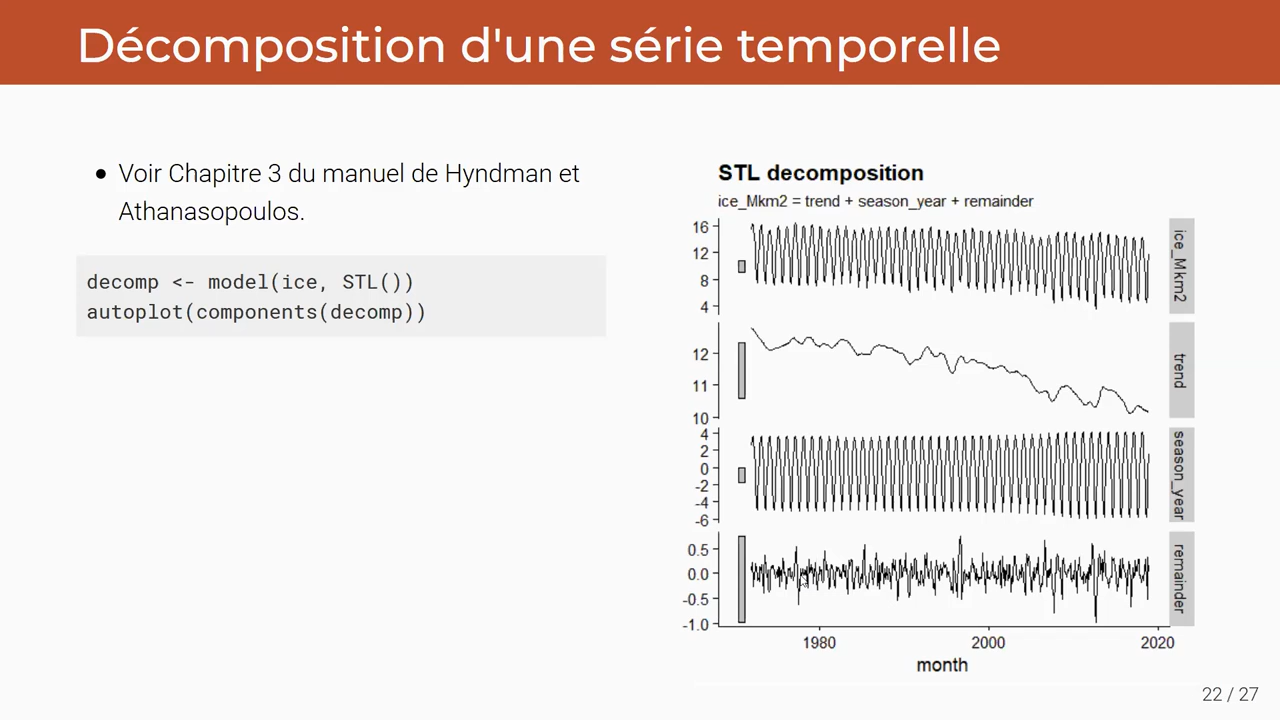 Décomposition d'une série temporelle
• Voir Chapitre 3 du manuel de Hyndman et
Athanasopoulos.
decomp <- model(ice, STL())
autoplot(components(decomp))
STL decomposition
ice_Mkm2 = trend + season_year + remainder
16
12
8
4
ice_Mkm2
12
11
10
trend
4
2
0
-2
-4
-6
season_year
0.5
0.0
-0.5
-1.0
remainder
1980 2000 2020
month
22 / 27